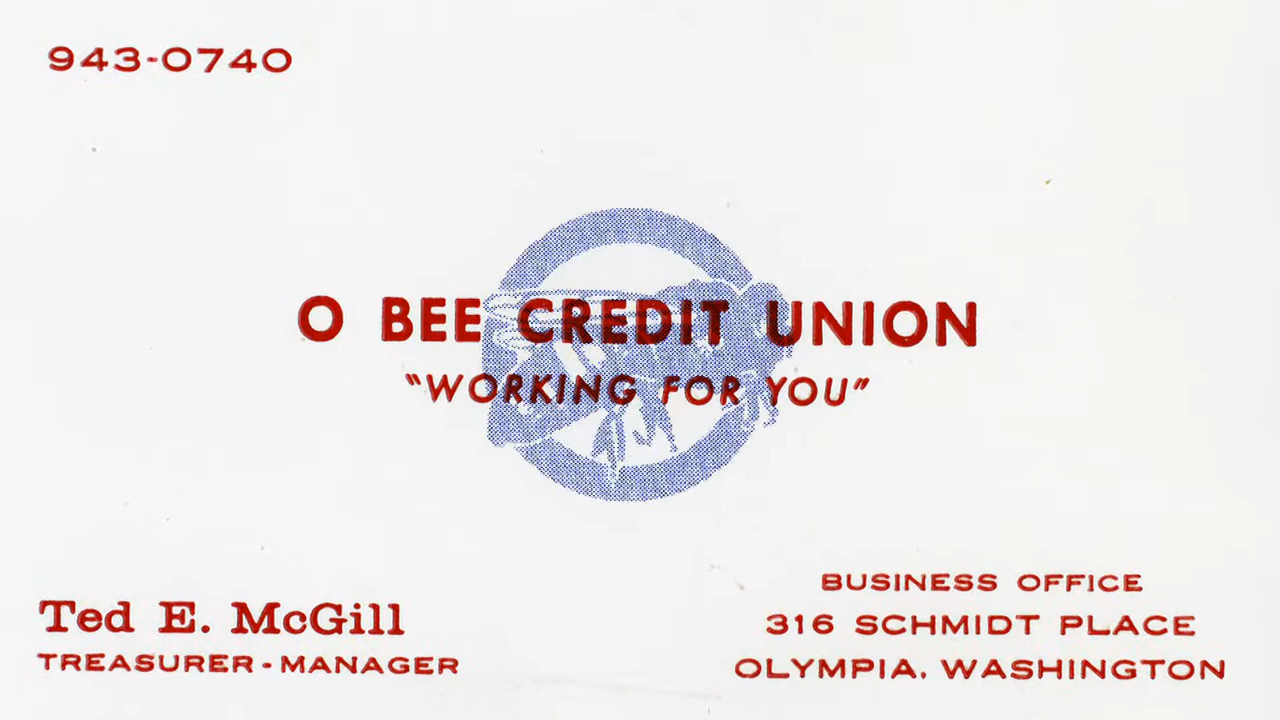 943-0740
O BEE CREDIT UNION
"WORKING FOR YOU"
Ted E. McGill
TREASURER-MANAGER
BUSINESS OFFICE
316 SCHMIDT PLACE
OLYMPIA, WASHINGTON